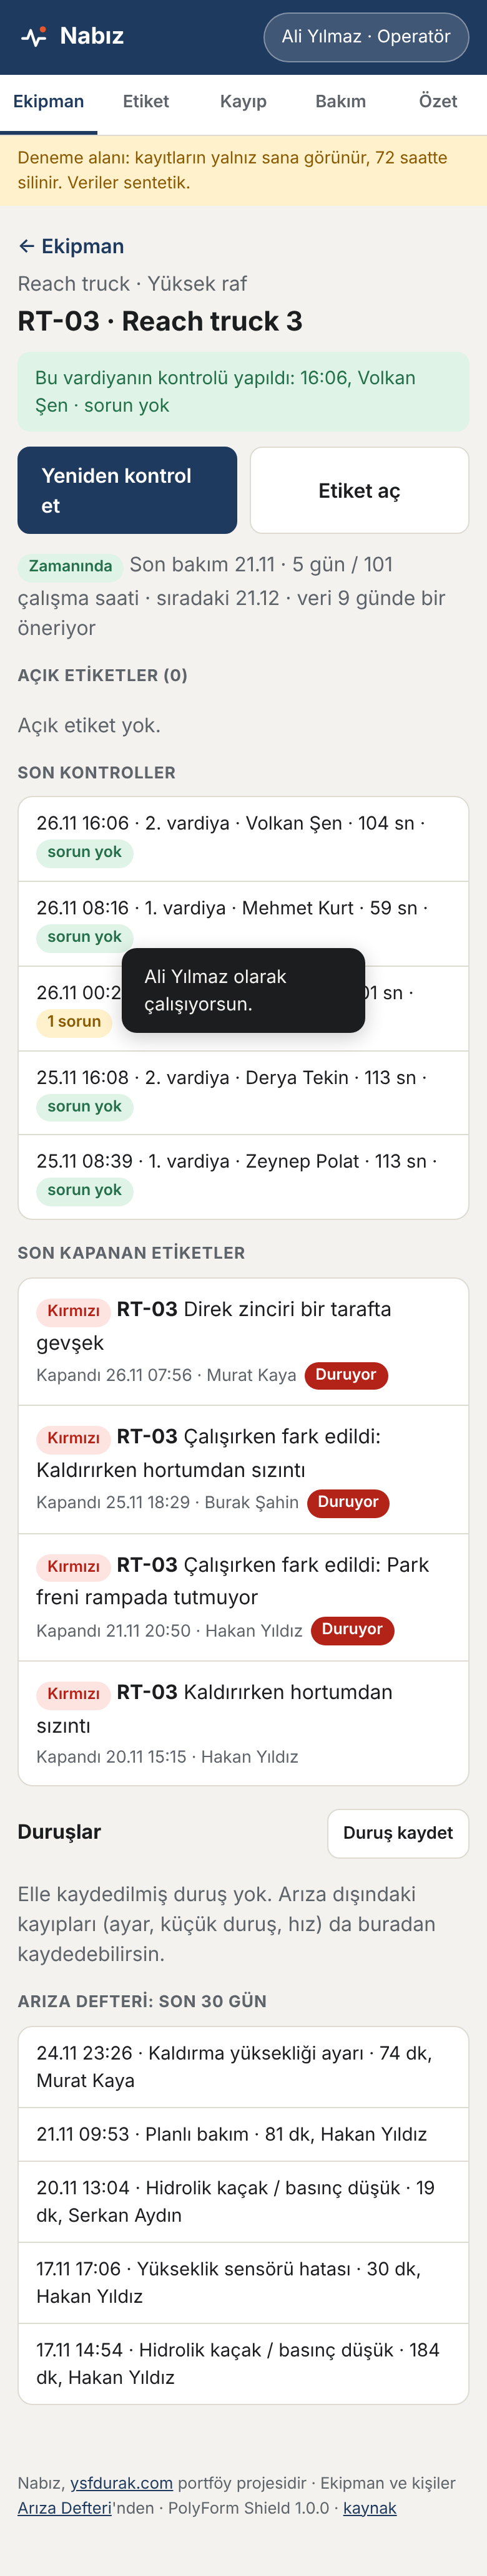 Nabız
Ali Yılmaz · Operatör
Ekipman
Etiket
Kayıp
Bakım
Özet
Deneme alanı: kayıtların yalnız sana görünür, 72 saatte
silinir. Veriler sentetik.
← Ekipman
Reach truck · Yüksek raf
RT-03 · Reach truck 3
Bu vardiyanın kontrolü yapıldı: 16:06, Volkan
Şen · sorun yok
Yeniden kontrol
et
Etiket aç
Zamanında Son bakım 21.11 · 5 gün / 101
çalışma saati · sıradaki 21.12 · veri 9 günde bir
öneriyor
AÇIK ETİKETLER (0)
Açık etiket yok.
SON KONTROLLER
26.11 16:06 · 2. vardiya · Volkan Şen · 104 sn ·
sorun yok
26.11 08:16 · 1. vardiya · Mehmet Kurt · 59 sn ·
sorun yok
26.11 sn ·
1 sorun
Ali Yılmaz olarak
çalışıyorsun.
25.11 16:08 · 2. vardiya · Derya Tekin · 113 sn ·
sorun yok
25.11 08:39 · 1. vardiya · Zeynep Polat · 113 sn ·
sorun yok
SON KAPANAN ETİKETLER
Kırmızı RT-03 Direk zinciri bir tarafta
gevşek
Kapandı 26.11 07:56 · Murat Kaya Duruyor
Kırmızı RT-03 Çalışırken fark edildi:
Kaldırırken hortumdan sızıntı
Kapandı 25.11 18:29 · Burak Şahin Duruyor
Kırmızı RT-03 Çalışırken fark edildi: Park
freni rampada tutmuyor
Kapandı 21.11 20:50 · Hakan Yıldız Duruyor
Kırmızı RT-03 Kaldırırken hortumdan
sızıntı
Kapandı 20.11 15:15 · Hakan Yıldız
Duruşlar
Duruş kaydet
Elle kaydedilmiş duruş yok. Arıza dışındaki
kayıpları (ayar, küçük duruş, hız) da buradan
kaydedebilirsin.
ARIZA DEFTERİ: SON 30 GÜN
24.11 23:26 · Kaldırma yüksekliği ayarı · 74 dk,
Murat Kaya
21.11 09:53 · Planlı bakım · 81 dk, Hakan Yıldız
20.11 13:04 · Hidrolik kaçak / basınç düşük · 19
dk, Serkan Aydın
17.11 17:06 · Yükseklik sensörü hatası · 30 dk,
Hakan Yıldız
17.11 14:54 · Hidrolik kaçak / basınç düşük · 184
dk, Hakan Yıldız
Nabız, ysfdurak.com portföy projesidir · Ekipman ve kişiler
Arıza Defteri'nden · PolyForm Shield 1.0.0 · kaynak